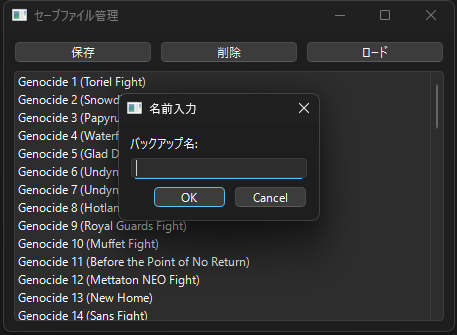 セーブファイル管理
保存
削除
ロード
Genocide 1 (Toriel Fight)
Genocide 2 (Snowd
Genocide 3 (Papyru
Genocide 4 (Waterf
Genocide 5 (Glad D
Genocide 6 (Undyn
Genocide 7 (Undyn
Genocide 8 (Hotlan
Genocide 9 (Royal Guards Fight)
Genocide 10 (Muffet Fight)
Genocide 11 (Before the Point of No Return)
Genocide 12 (Mettaton NEO Fight)
Genocide 13 (New Home)
Genocide 14 (Sans Fight)
名前入力
バックアップ名:
OK
Cancel